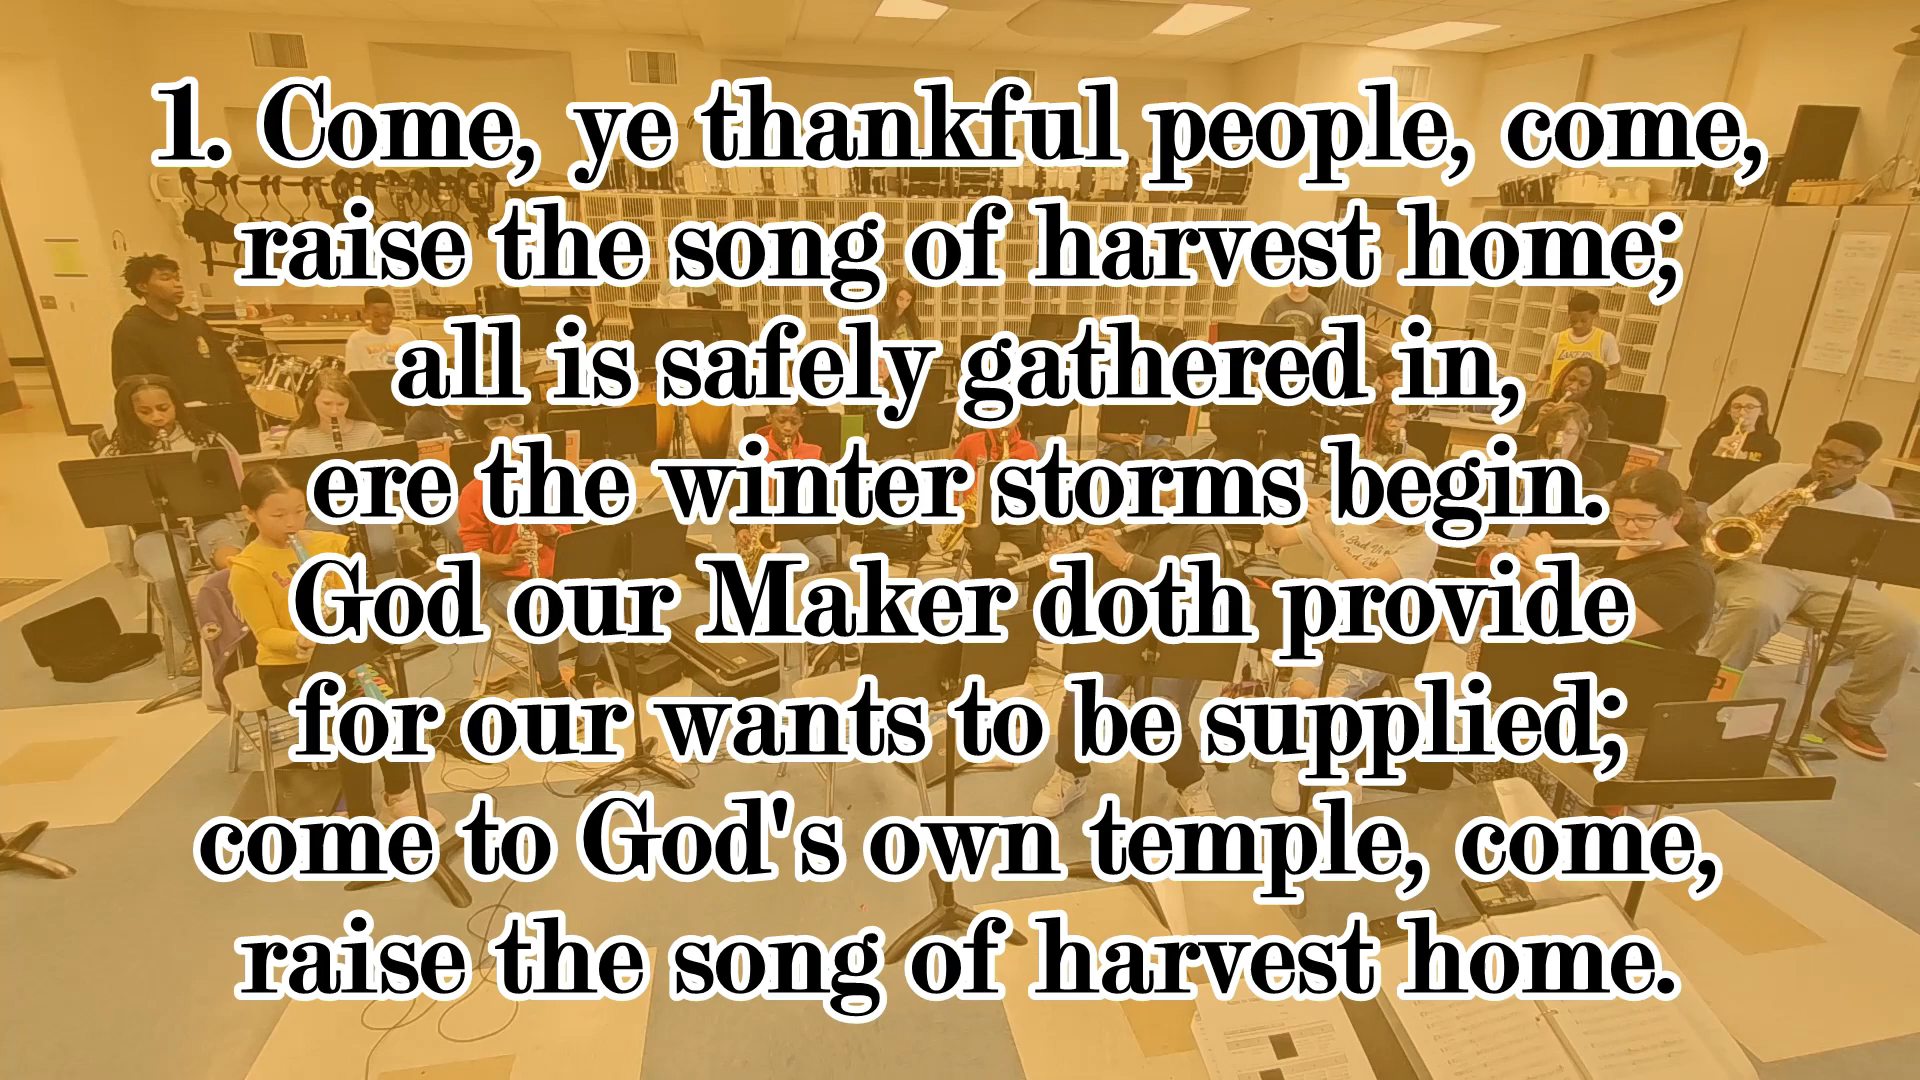 1. Come, ye thankful people, come,
raise the song of harvest home;
all is safely gathered in,
ere the winter storms begin.
God our Maker doth provide
for our wants to be supplied;
come to God's own temple, come,
raise the song of harvest home.
LAKERS